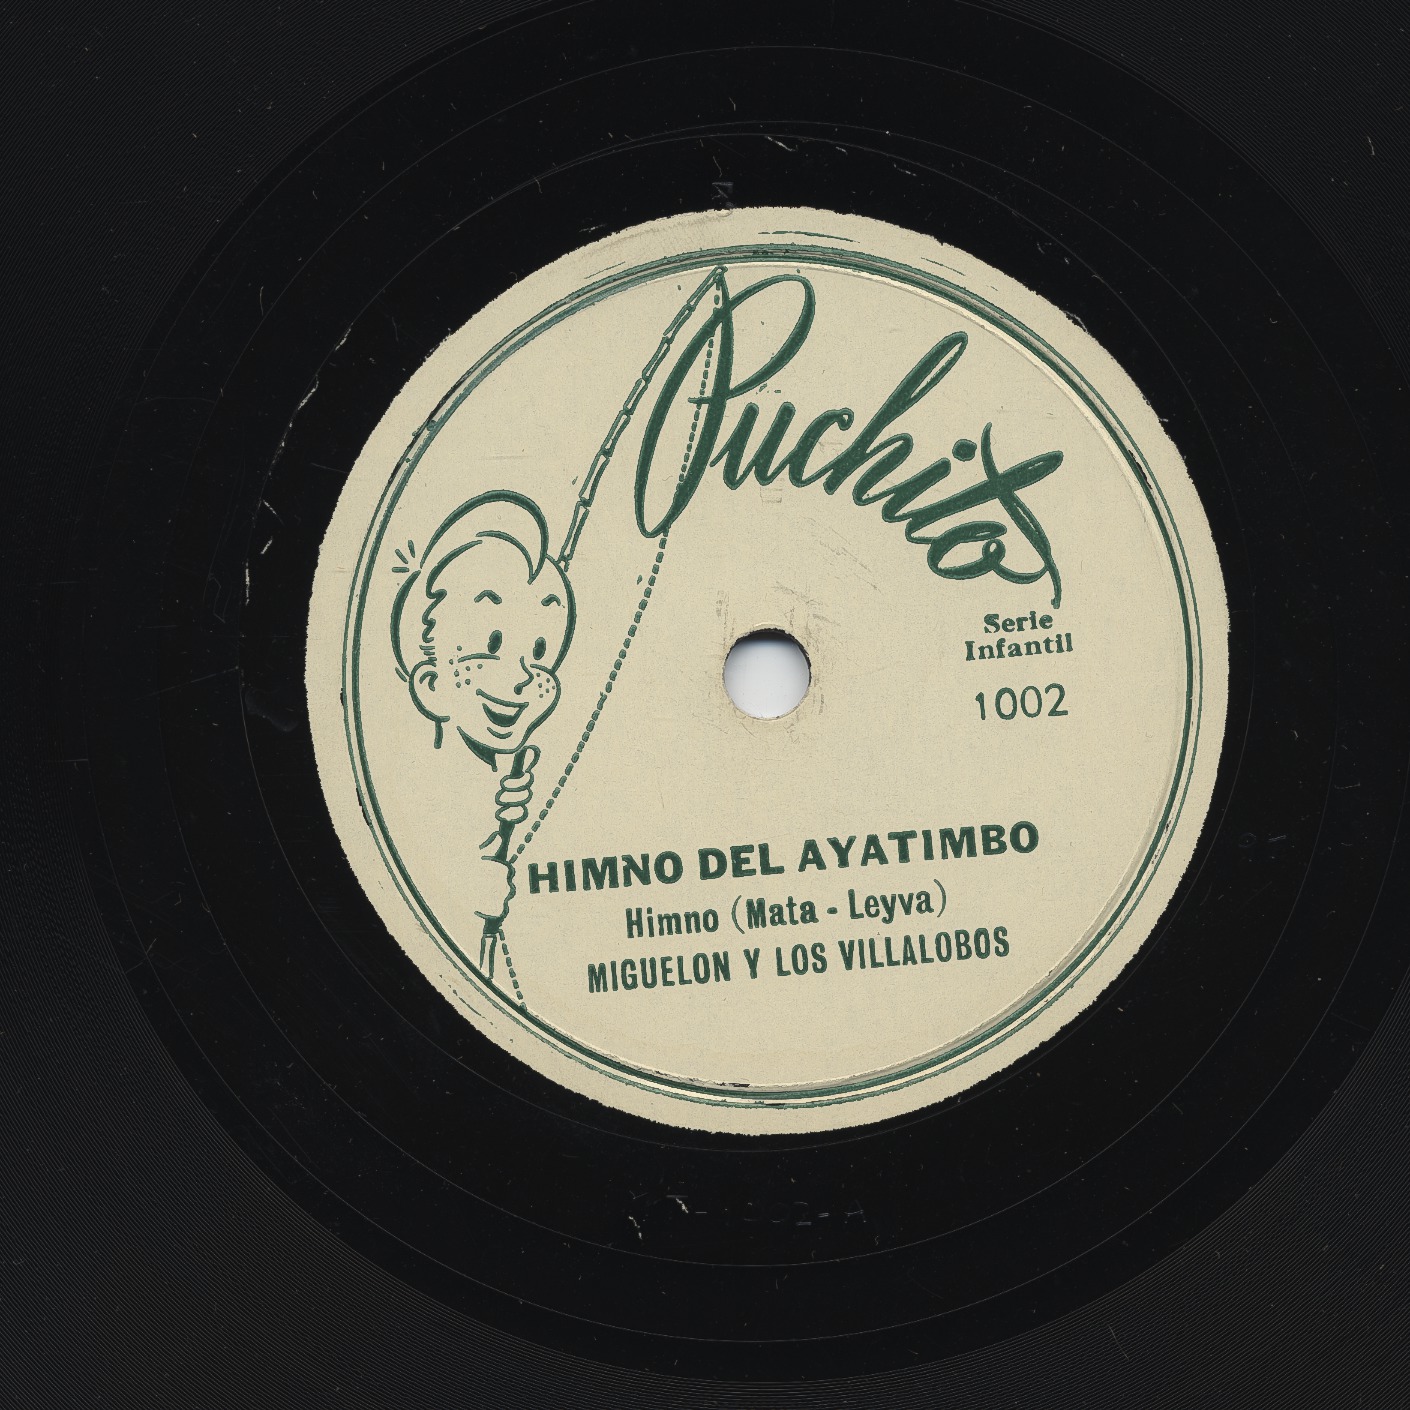 Puchito
Serie
Infantil
1002
HIMNO DEL AYATIMBO
Himno (Mata - Leyva)
MIGUELON Y LOS VILLALOBOS